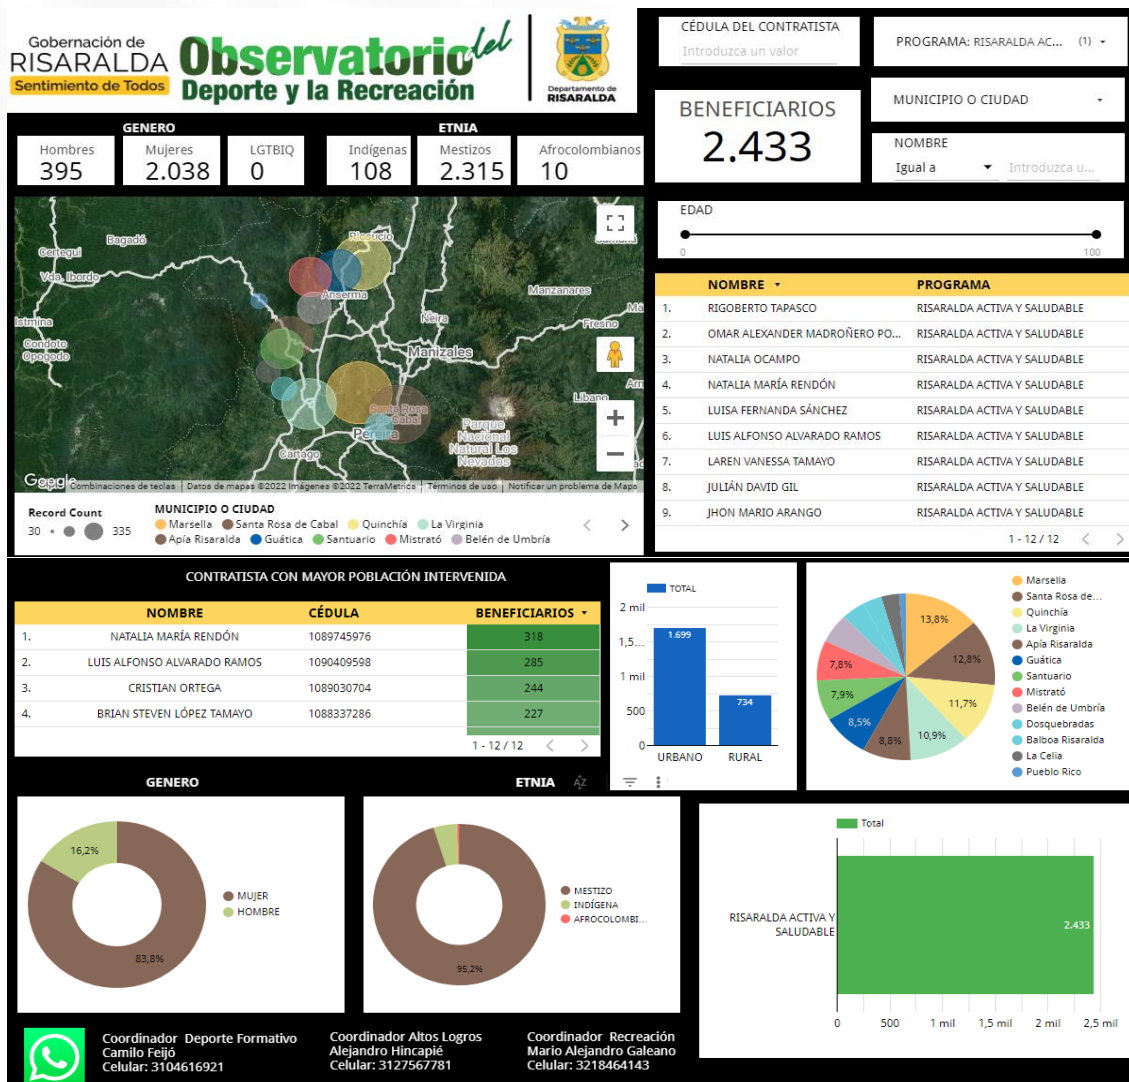 Gobernación de
RISARALDA
Sentimiento de Todos
Observatorio del
Deporte y la Recreación
Departamento de
RISARALDA
CÉDULA DEL CONTRATISTA
Introduzca un valor
PROGRAMA: RISARALDA AC... (1)
BENEFICIARIOS
2.433
MUNICIPIO O CIUDAD
NOMBRE
Igual a Introduzca u...
GENERO ETNIA
Hombres Mujeres LGTBIQ Indígenas Mestizos Afrocolombianos
395 2.038 0 108 2.315 10
EDAD
0 100
Bagadó
Riosucio
Certegui
Vda. Ibordo
Anserma
Manzanares
Neira
Fresno
Istmina
Condoto
Opogodo
Manizales
Líbano
Santa Rosa
de Cabal
Pereira
Parque
Nacional
Natural Los
Nevados
Cartago
Google
Combinaciones de teclas Datos de mapas ©2022 Imágenes ©2022 TerraMetrics Términos de uso Notificar un problema de Maps
Record Count
30 335
MUNICIPIO O CIUDAD
Marsella Santa Rosa de Cabal Quinchía La Virginia
Apía Risaralda Guática Santuario Mistrató Belén de Umbría
NOMBRE PROGRAMA
1. RIGOBERTO TAPASCO RISARALDA ACTIVA Y SALUDABLE
2. OMAR ALEXANDER MADROÑERO PO... RISARALDA ACTIVA Y SALUDABLE
3. NATALIA OCAMPO RISARALDA ACTIVA Y SALUDABLE
4. NATALIA MARÍA RENDÓN RISARALDA ACTIVA Y SALUDABLE
5. LUISA FERNANDA SÁNCHEZ RISARALDA ACTIVA Y SALUDABLE
6. LUIS ALFONSO ALVARADO RAMOS RISARALDA ACTIVA Y SALUDABLE
7. LAREN VANESSA TAMAYO RISARALDA ACTIVA Y SALUDABLE
8. JULIÁN DAVID GIL RISARALDA ACTIVA Y SALUDABLE
9. JHON MARIO ARANGO RISARALDA ACTIVA Y SALUDABLE
1 - 12 / 12
CONTRATISTA CON MAYOR POBLACIÓN INTERVENIDA
NOMBRE CÉDULA BENEFICIARIOS
1. NATALIA MARÍA RENDÓN 1089745976 318
2. LUIS ALFONSO ALVARADO RAMOS 1090409598 285
3. CRISTIAN ORTEGA 1089030704 244
4. BRIAN STEVEN LÓPEZ TAMAYO 1088337286 227
1 - 12 / 12
TOTAL
2 mil
1,5...
1 mil
500
0
1.699
734
URBANO RURAL
13,8%
12,8%
11,7%
10,9%
8,8%
8,5%
7,9%
7,8%
Marsella
Santa Rosa de...
Quinchía
La Virginia
Apía Risaralda
Guática
Santuario
Mistrató
Belén de Umbría
Dosquebradas
Balboa Risaralda
La Celia
Pueblo Rico
GENERO
16,2%
83,8%
MUJER
HOMBRE
ETNIA
95,2%
MESTIZO
INDÍGENA
AFROCOLOMBI...
Total
RISARALDA ACTIVA Y
SALUDABLE
2.433
0 500 1 mil 1,5 mil 2 mil 2,5 mil
Coordinador Deporte Formativo
Camilo Feijó
Celular: 3104616921
Coordinador Altos Logros
Alejandro Hincapié
Celular: 3127567781
Coordinador Recreación
Mario Alejandro Galeano
Celular: 3218464143